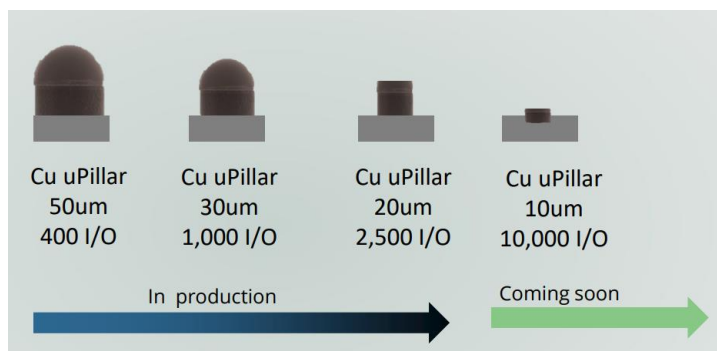 Cu uPillar
50um
400 I/O
Cu uPillar
30um
1,000 I/O
Cu uPillar
20um
2,500 I/O
Cu uPillar
10um
10,000 I/O
In production
Coming soon